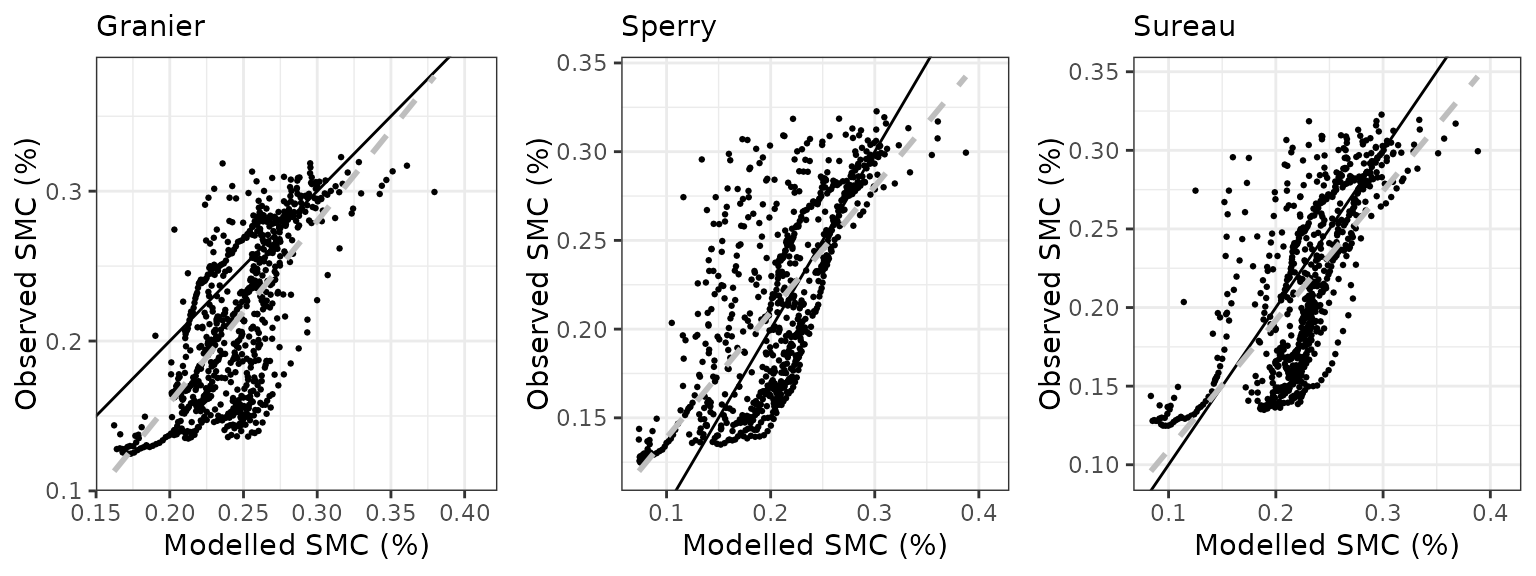 Granier
Observed SMC (%)
0.3
0.2
0.1
0.15 0.20 0.25 0.30 0.35 0.40
Modelled SMC (%)
Sperry
Observed SMC (%)
0.35
0.30
0.25
0.20
0.15
0.1 0.2 0.3 0.4
Modelled SMC (%)
Sureau
Observed SMC (%)
0.35
0.30
0.25
0.20
0.15
0.10
0.1 0.2 0.3 0.4
Modelled SMC (%)